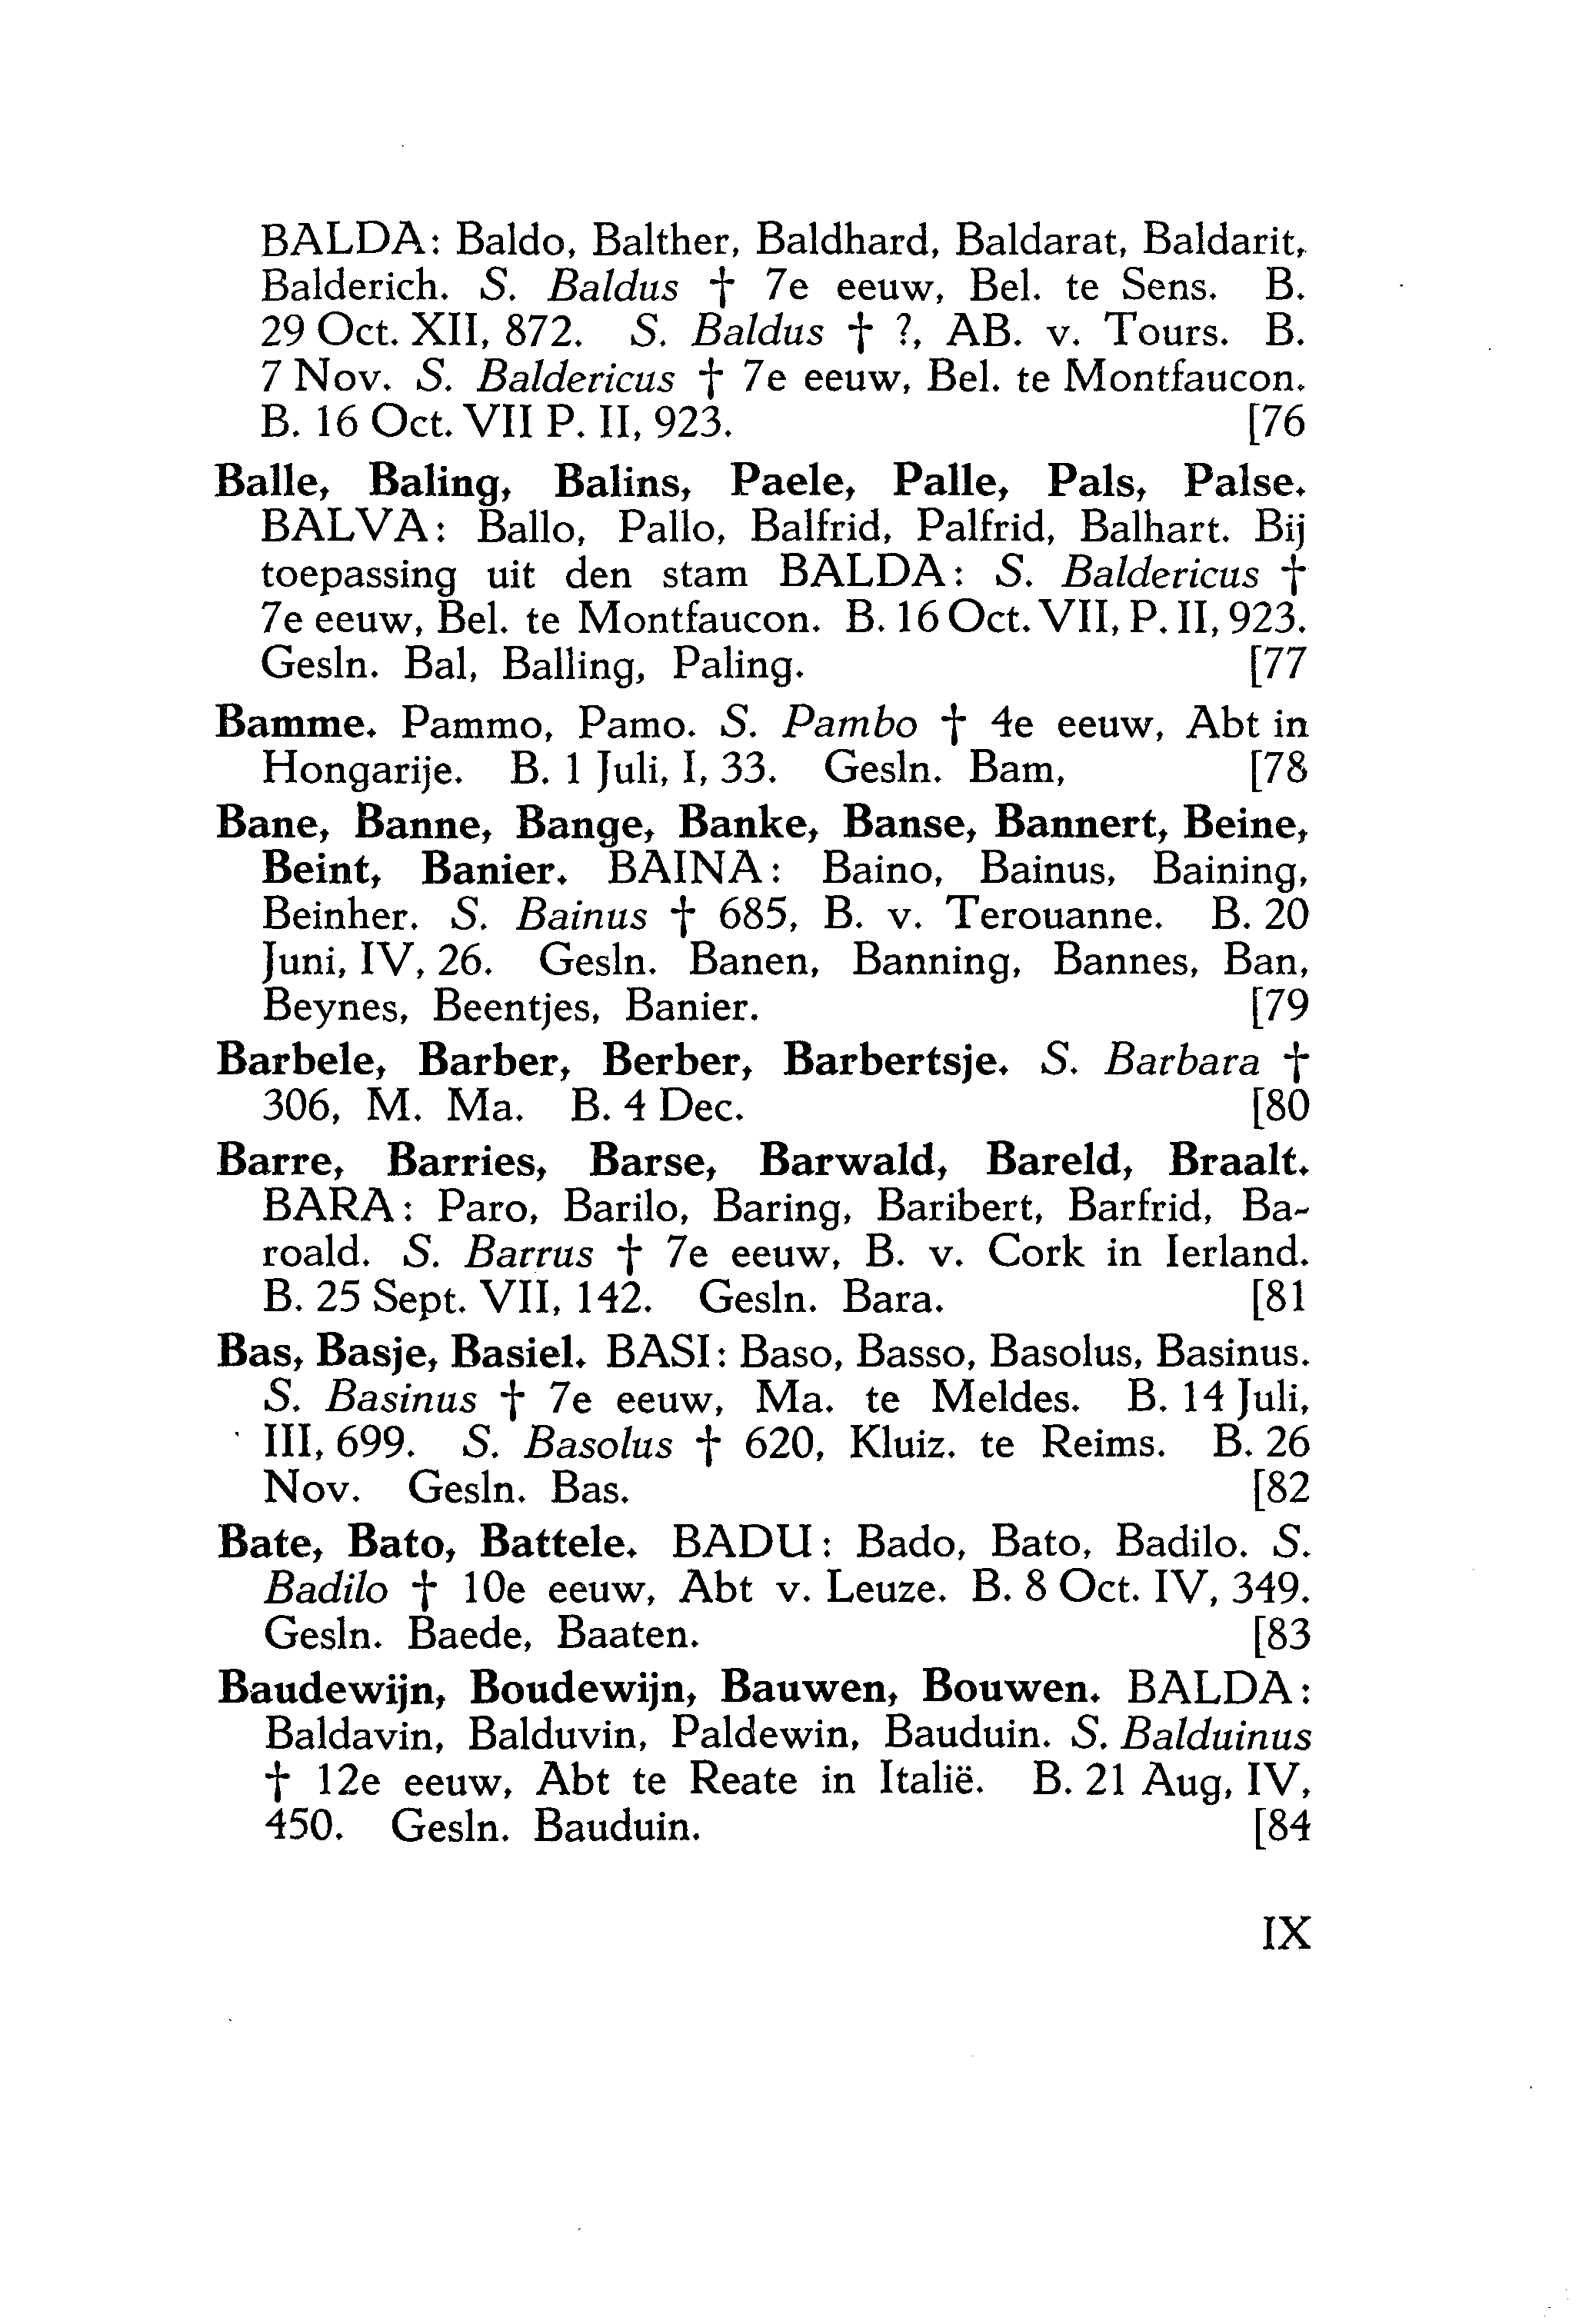 BALDA: Baldo, Balther, Baldhard, Baldarat, Baldarit,
Balderich. S. Baldus † 7e eeuw, Bel. te Sens. B.
29 Oct. XII, 872. S. Baldus † ?, AB. v. Tours. B.
7 Nov. S. Baldericus † 7e eeuw, Bel. te Montfaucon.
B. 16 Oct. VII P. II, 923. [76
Balle, Baling, Balins, Paele, Palle, Pals, Palse.
BALVA: Ballo, Pallo, Balfrid, Palfrid, Balhart. Bij
toepassing uit den stam BALDA: S. Baldericus †
7e eeuw, Bel. te Montfaucon. B. 16 Oct. VII, P. II, 923.
Gesln. Bal, Balling, Paling. [77
Bamme. Pammo, Pamo. S. Pambo † 4e eeuw, Abt in
Hongarije. B. 1 Juli, I, 33. Gesln. Bam, [78
Bane, Banne, Bange, Banke, Banse, Bannert, Beine,
Beint, Banier. BAINA: Baino, Bainus, Baining,
Beinher. S. Bainus † 685, B. v. Terouanne. B. 20
Juni, IV, 26. Gesln. Banen, Banning, Bannes, Ban,
Beynes, Beentjes, Banier. [79
Barbele, Barber, Berber, Barbertsje. S. Barbara †
306, M. Ma. B. 4 Dec. [80
Barre, Barries, Barse, Barwald, Bareld, Braalt.
BARA: Paro, Barilo, Baring, Baribert, Barfrid, Ba-
roald. S. Barrus † 7e eeuw, B. v. Cork in Ierland.
B. 25 Sept. VII, 142. Gesln. Bara. [81
Bas, Basje, Basiel. BASI: Baso, Basso, Basolus, Basinus.
S. Basinus † 7e eeuw, Ma. te Meldes. B. 14 Juli,
III, 699. S. Basolus † 620, Kluiz. te Reims. B. 26
Nov. Gesln. Bas. [82
Bate, Bato, Battele. BADU: Bado, Bato, Badilo. S.
Badilo † 10e eeuw, Abt v. Leuze. B. 8 Oct. IV, 349.
Gesln. Baede, Baaten. [83
Baudewijn, Boudewijn, Bauwen, Bouwen. BALDA:
Baldavin, Balduvin, Paldewin, Bauduin. S. Balduinus
† 12e eeuw, Abt te Reate in Italië. B. 21 Aug, IV,
450. Gesln. Bauduin. [84
IX